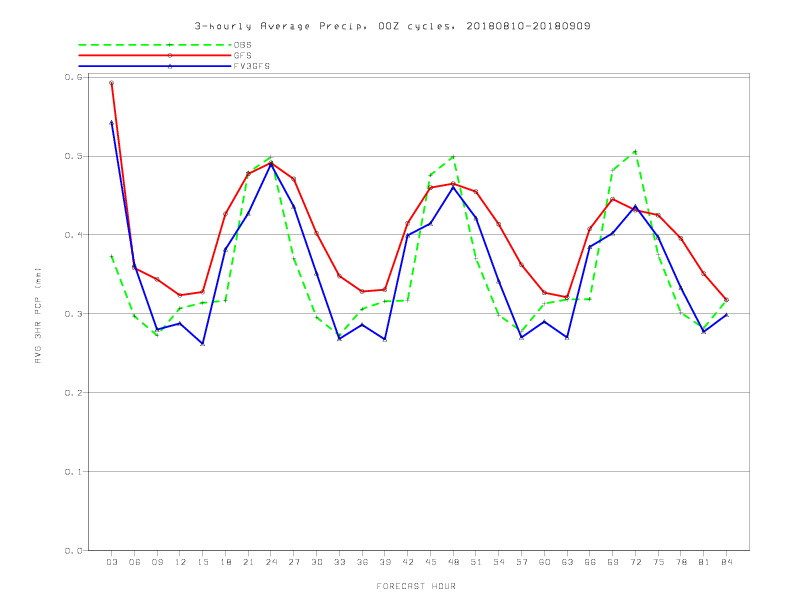 3-hourly Average Precip, 00Z cycles, 20180810-20180909
OBS
GFS
FV3GFS
0.6
0.5
0.4
0.3
0.2
0.1
0.0
AVG 3HR PCP (mm)
03 06 09 12 15 18 21 24 27 30 33 36 39 42 45 48 51 54 57 60 63 66 69 72 75 78 81 84
FORECAST HOUR